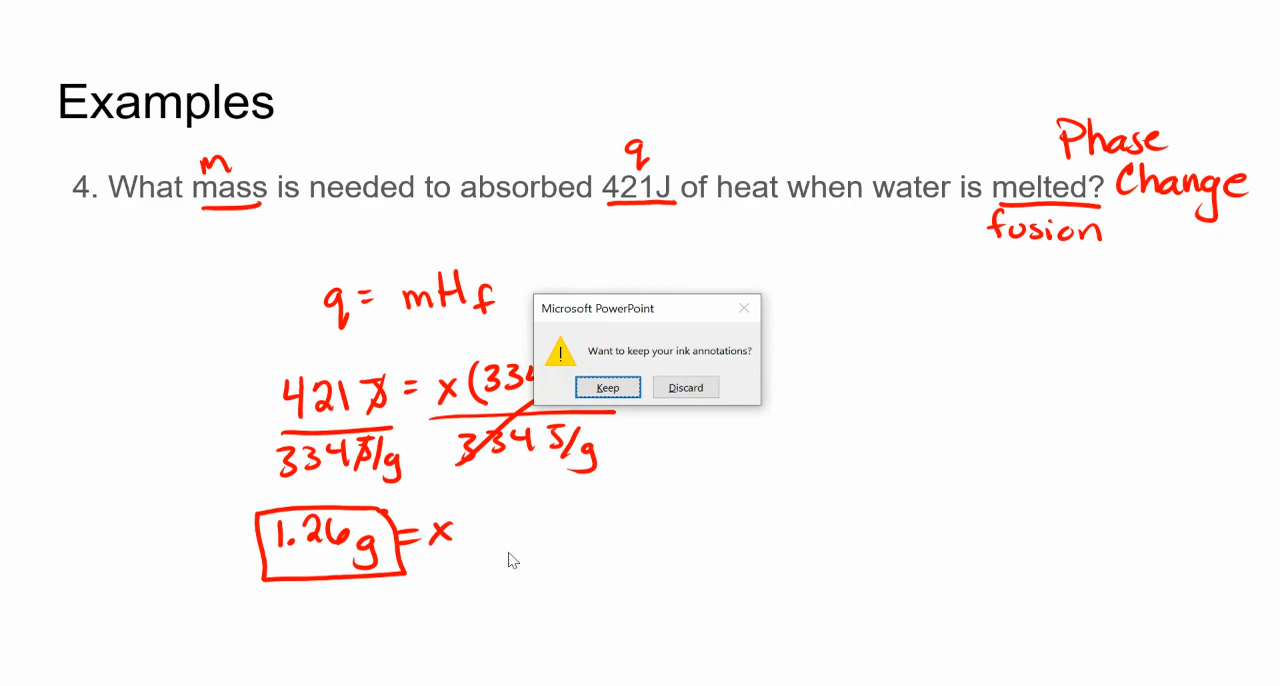 Examples
Phase
m
q
4. What mass is needed to absorbed 421J of heat when water is melted? Change
fusion
q = mHf
Microsoft PowerPoint
Want to keep your ink annotations?
Keep Discard
421 J = x (334
334 J/g 334 J/g
1.26 g = x